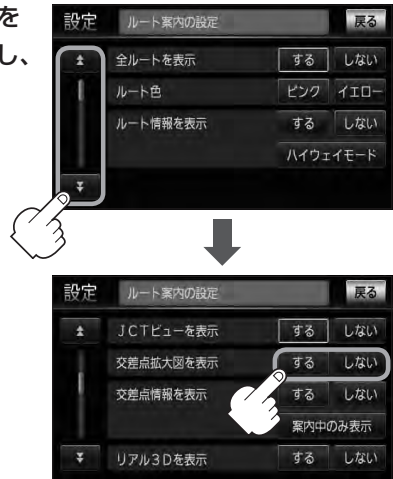 を
し、
設定 ルート案内の設定 戻る
全ルートを表示 する しない
ルート色 ピンク イエロー
ルート情報を表示 する しない
ハイウェイモード
設定 ルート案内の設定 戻る
JCTビューを表示 する しない
交差点拡大図を表示 する しない
交差点情報を表示 する しない
案内中のみ表示
リアル3Dを表示 する しない